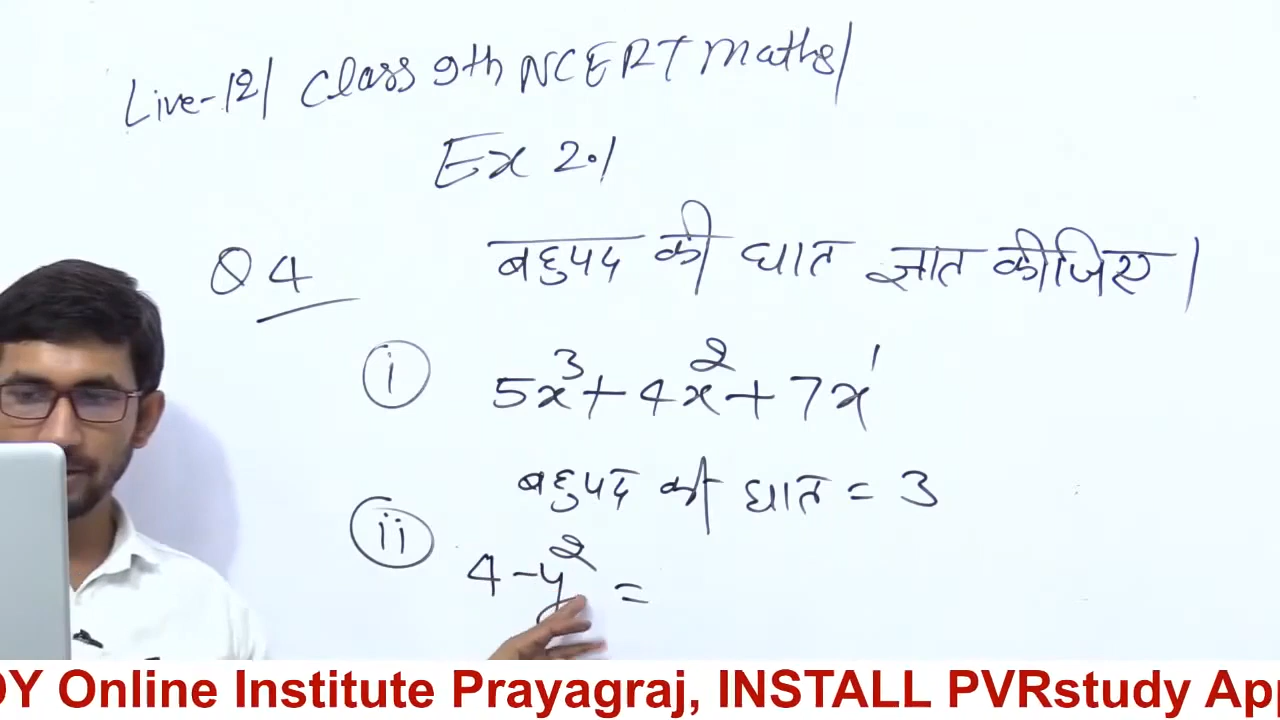 Live-12/ Class 9th NCERT Maths/
Ex 2.1
Q 4 बहुपद की घात ज्ञात कीजिए।
i 5x³ + 4x² + 7x¹
बहुपद की घात = 3
ii 4 - y² =
DY Online Institute Prayagraj, INSTALL PVRstudy App